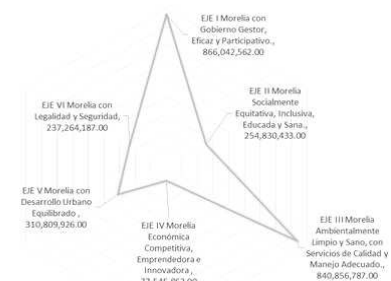 EJE I Morelia con
Gobierno Gestor,
Eficaz y Participativo.,
866,042,562.00
EJE II Morelia
Socialmente
Equitativa, Inclusiva,
Educada y Sana.,
254,830,433.00
EJE III Morelia
Ambientalmente
Limpio y Sano, con
Servicios de Calidad y
Manejo Adecuado.,
840,856,787.00
EJE IV Morelia
Económica
Competitiva,
Emprendedora e
Innovadora ,
EJE V Morelia con
Desarrollo Urbano
Equilibrado ,
310,809,926.00
EJE VI Morelia con
Legalidad y Seguridad,
237,264,187.00